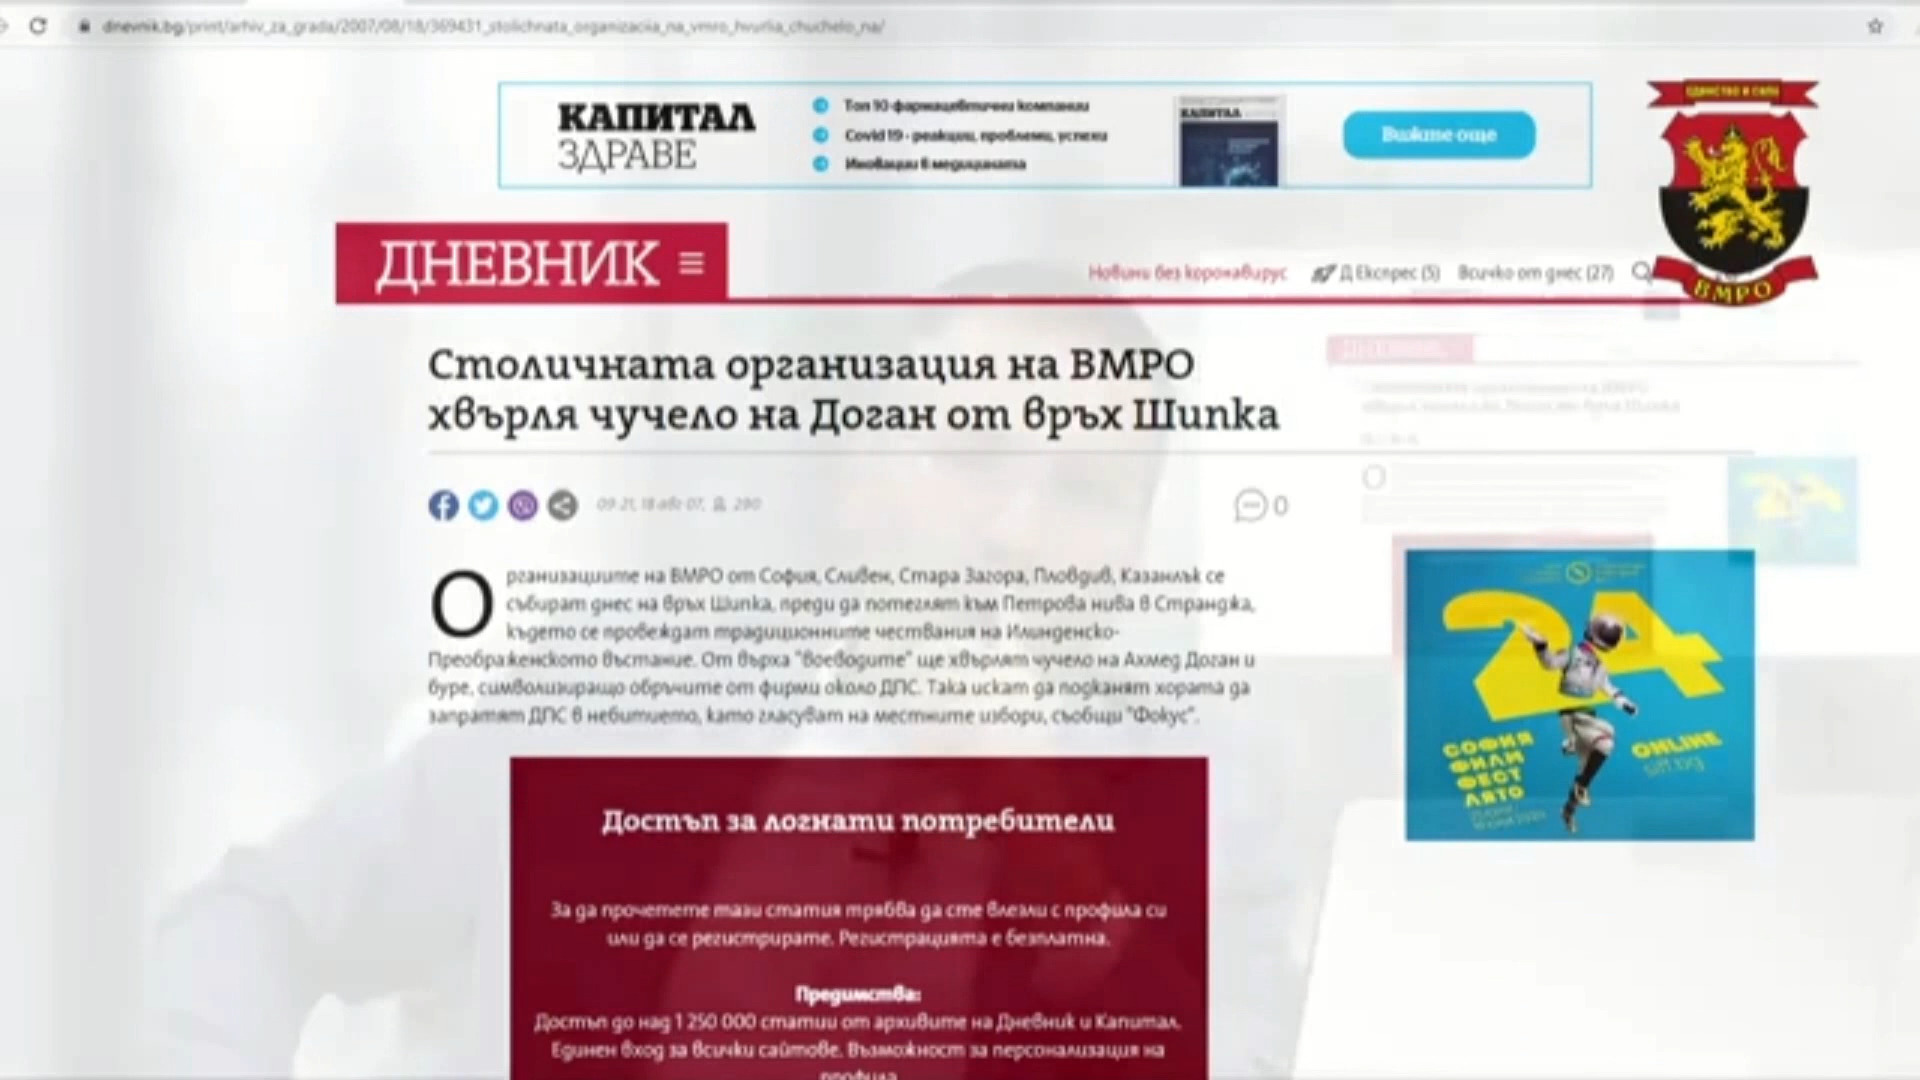 dnevnik.bg/print/arhiv_za_grada/2007/08/18/369431_stolichnata_organizaciia_na_vmro_hvurlia_chuchelo_na/
КАПИТАЛ
ЗДРАВЕ
Топ 10 фармацевтични компании
Covid 19 - реакции, проблеми, успехи
Иновации в медицината
КАПИТАЛ
Вижте още
ЕДИНСТВО И СИЛА
ВМРО
ДНЕВНИК
Новини без коронавирус
Д Експрес (5)
Всичко от днес (27)
Столичната организация на ВМРО
хвърля чучело на Доган от връх Шипка
09:21, 18 авг 07, 290
0
Организациите на ВМРО от София, Сливен, Стара Загора, Пловдив, Казанлък се
събират днес на връх Шипка, преди да потеглят към Петрова нива в Странджа,
където се провеждат традиционните чествания на Илинденско-
Преображенското въстание. От върха "воеводите" ще хвърлят чучело на Ахмед Доган и
буре, символизиращо обръчите от фирми около ДПС. Така искат да подканят хората да
запратят ДПС в небитието, като гласуват на местните избори, съобщи "Фокус".
24
СОФИЯ
ФИЛМ
ФЕСТ
ЛЯТО
ONLINE
siff.bg
Достъп за логнати потребители
За да прочетете тази статия трябва да сте влезли с профила си
или да се регистрирате. Регистрацията е безплатна.
Предимства:
Достъп до над 1 250 000 статии от архивите на Дневник и Капитал.
Единен вход за всички сайтове. Възможност за персонализация на
профила